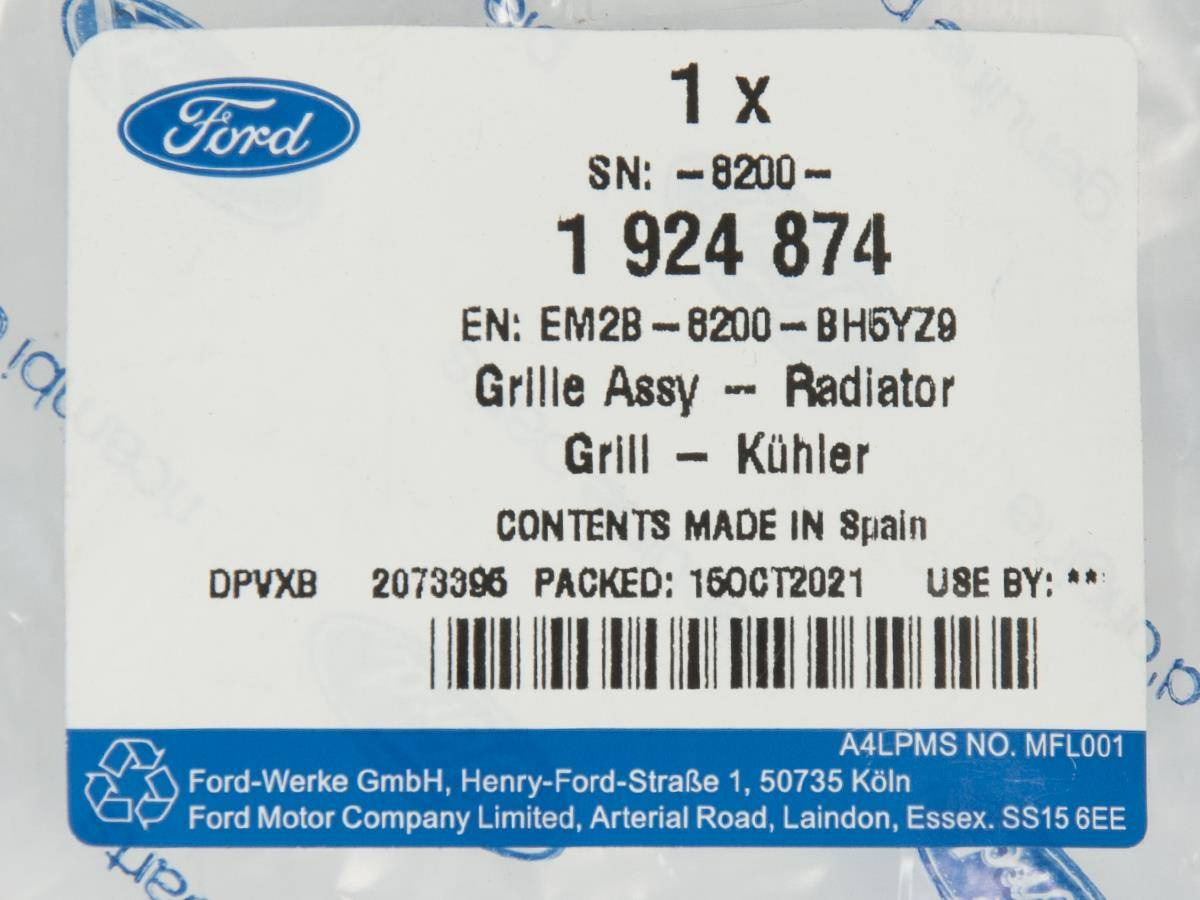 Ford
1 x
SN: -8200-
1 924 874
EN: EM2B-8200-BH5YZ9
Grille Assy - Radiator
Grill - Kühler
CONTENTS MADE IN Spain
DPVXB 2073395 PACKED: 15OCT2021 USE BY: **
A4LPMS NO. MFL001
Ford-Werke GmbH, Henry-Ford-Straße 1, 50735 Köln
Ford Motor Company Limited, Arterial Road, Laindon, Essex. SS15 6EE